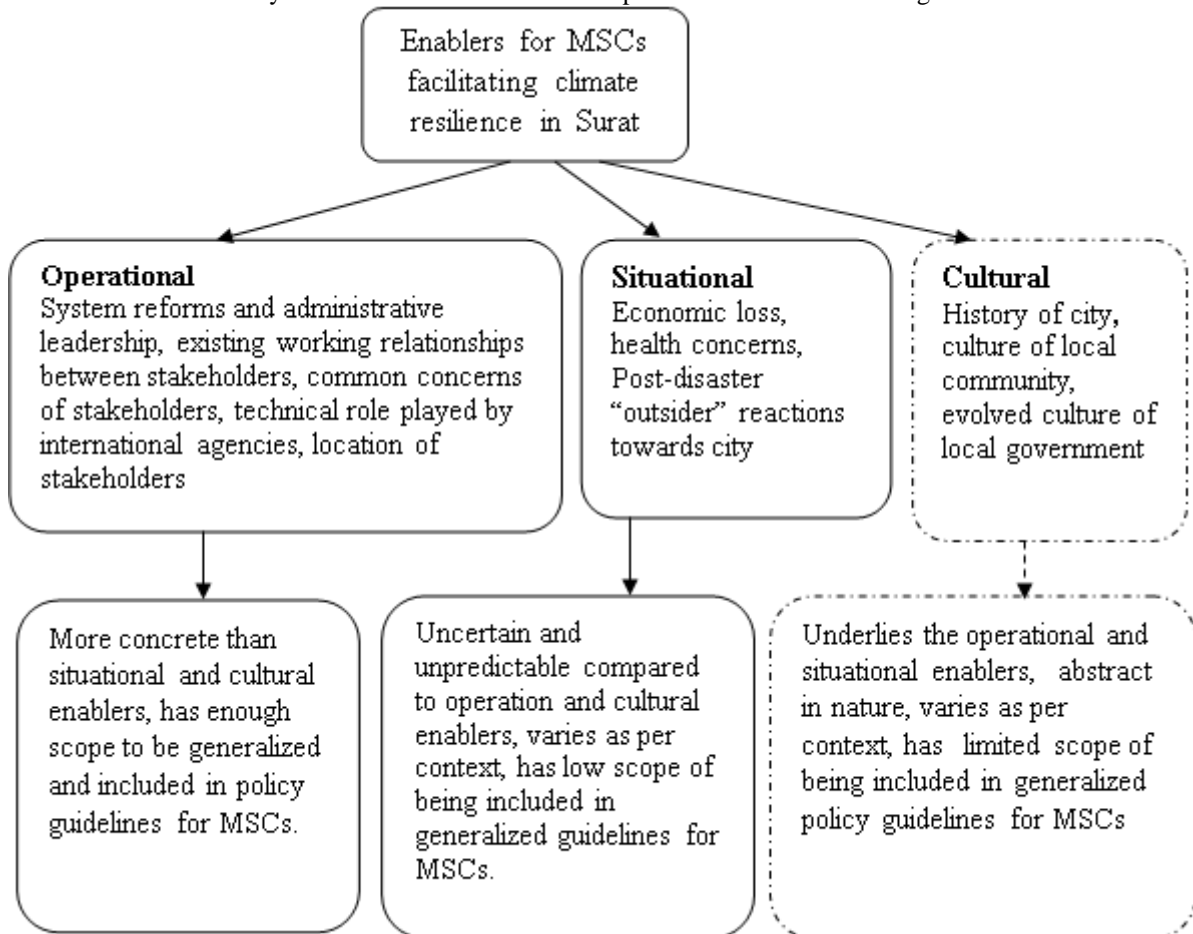 Enablers for MSCs
facilitating climate
resilience in Surat
Operational
System reforms and administrative
leadership, existing working relationships
between stakeholders, common concerns
of stakeholders, technical role played by
international agencies, location of
stakeholders
Situational
Economic loss,
health concerns,
Post-disaster
“outsider” reactions
towards city
Cultural
History of city,
culture of local
community,
evolved culture of
local government
More concrete than
situational and cultural
enablers, has enough
scope to be generalized
and included in policy
guidelines for MSCs.
Uncertain and
unpredictable compared
to operation and cultural
enablers, varies as per
context, has low scope of
being included in
generalized guidelines for
MSCs.
Underlies the operational and
situational enablers, abstract
in nature, varies as per
context, has limited scope of
being included in generalized
policy guidelines for MSCs